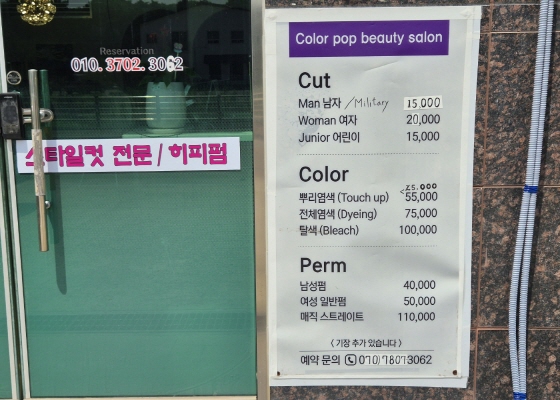 Reservation
010. 3702. 3062
스타일컷 전문 / 히피펌
Color pop beauty salon
Cut
Man 남자 /Military 15,000
Woman 여자 20,000
Junior 어린이 15,000
Color
<25,000
뿌리염색 (Touch up) 55,000
전체염색 (Dyeing) 75,000
탈색 (Bleach) 100,000
Perm
남성펌 40,000
여성 일반펌 50,000
매직 스트레이트 110,000
< 기장 추가 있습니다 >
예약 문의